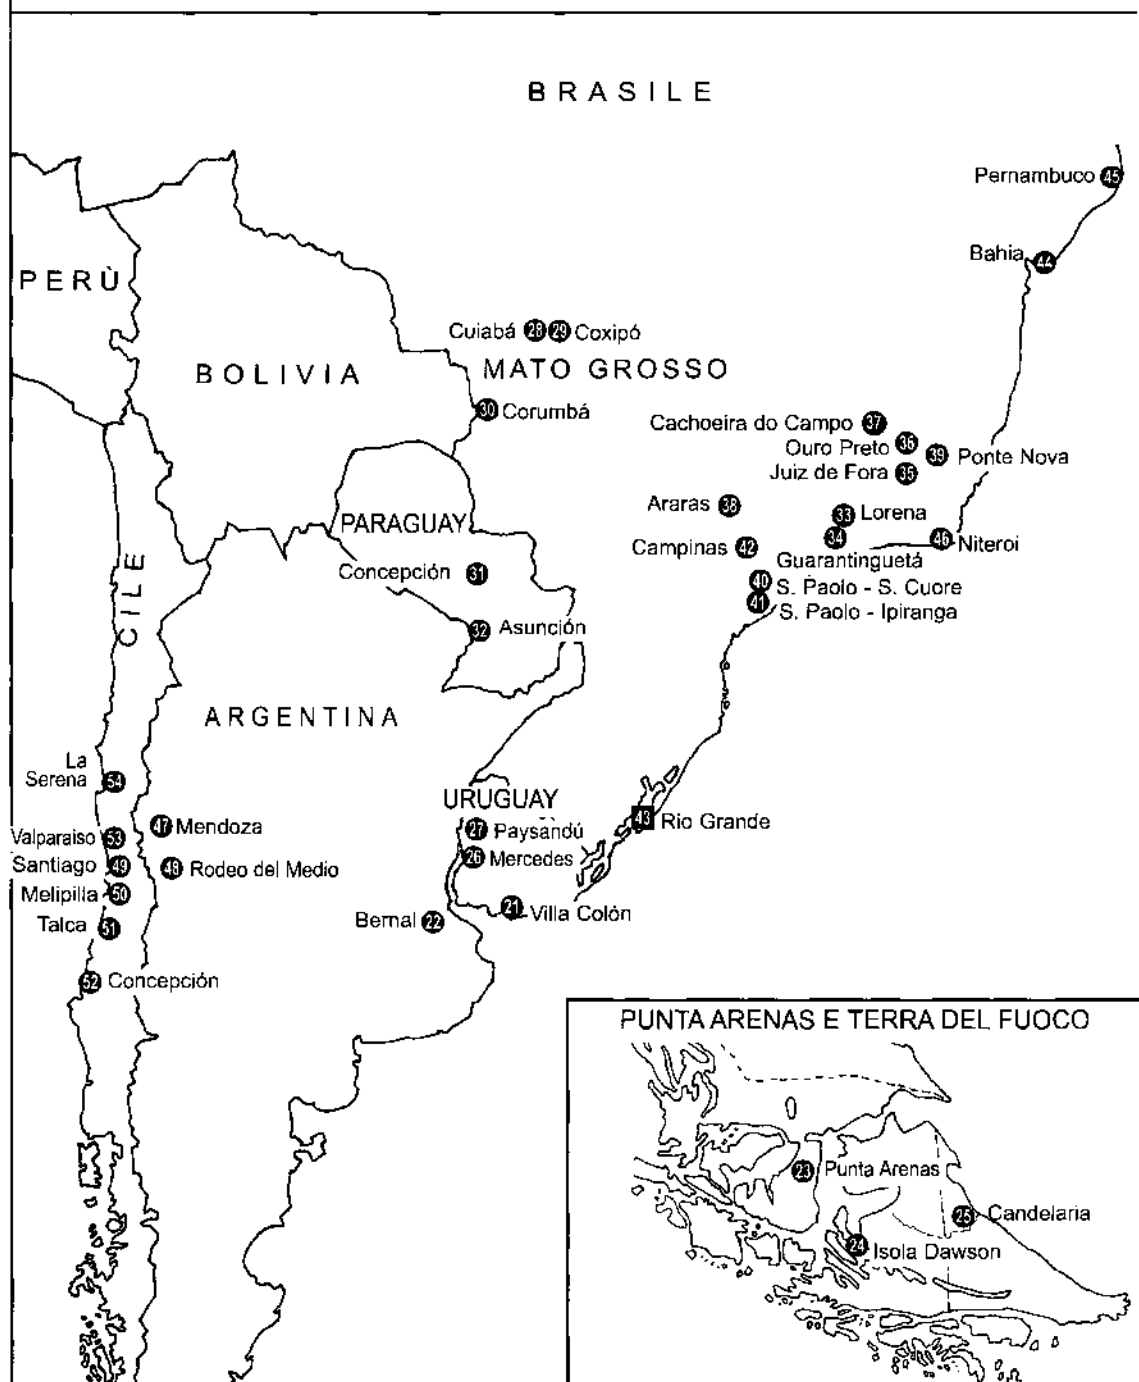 BRASILE
Pernambuco 45
Bahia 44
PERÙ
Cuiabá 28 29 Coxipó
MATO GROSSO
BOLIVIA
30 Corumbá
Cachoeira do Campo 37
Ouro Preto 36
39 Ponte Nova
Juiz de Fora 35
Araras 38
33 Lorena
PARAGUAY
34
Guarantinguetá
46 Niteroi
Campinas 42
CILE
Concepción 31
40 S. Paolo - S. Cuore
41 S. Paolo - Ipiranga
32 Asunción
ARGENTINA
La
Serena 54
URUGUAY
43 Rio Grande
Valparaiso 53
47 Mendoza
27 Paysandú
26 Mercedes
Santiago 49
48 Rodeo del Medio
Melipilla 50
21 Villa Colón
Bernal 22
Talca 51
52 Concepción
PUNTA ARENAS E TERRA DEL FUOCO
23 Punta Arenas
25 Candelaria
24 Isola Dawson